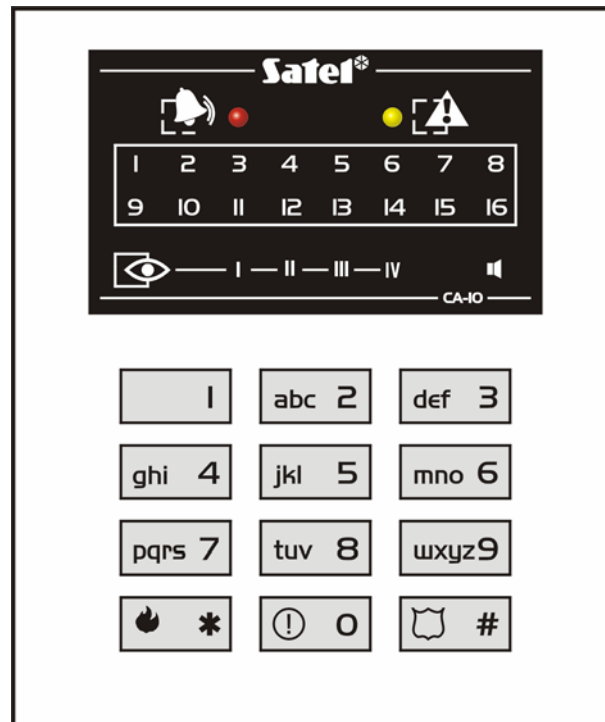 Satel
1 2 3 4 5 6 7 8
9 10 11 12 13 14 15 16
I II III IV
CA-10
1 abc 2 def 3
ghi 4 jkl 5 mno 6
pqrs 7 tuv 8 wxyz 9
* 0 #